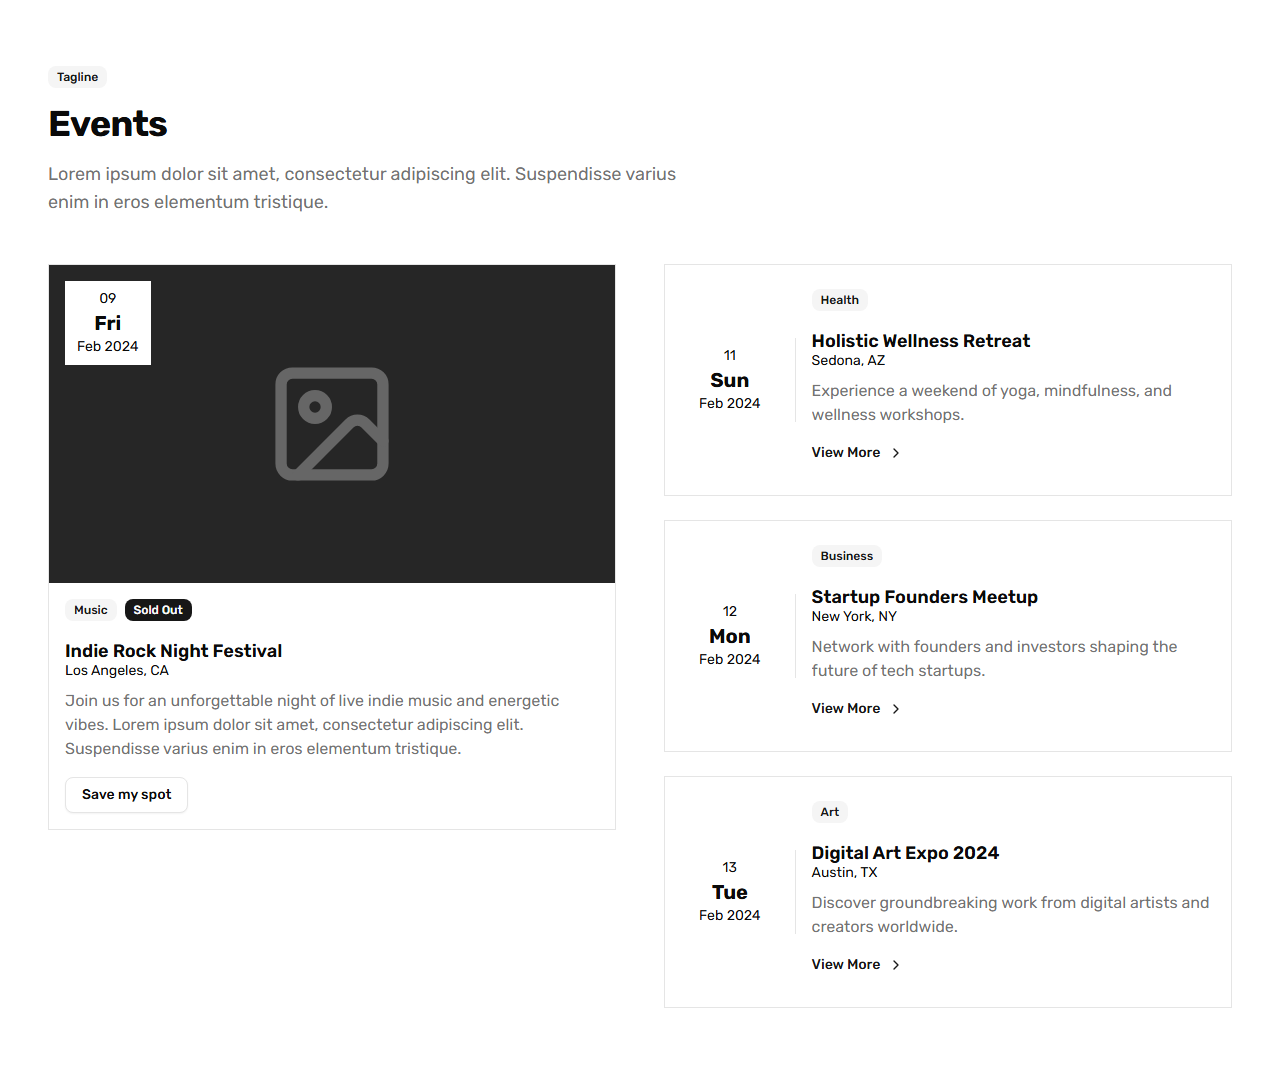 Tagline
Events
Lorem ipsum dolor sit amet, consectetur adipiscing elit. Suspendisse varius
enim in eros elementum tristique.
09
Fri
Feb 2024
Music
Sold Out
Indie Rock Night Festival
Los Angeles, CA
Join us for an unforgettable night of live indie music and energetic
vibes. Lorem ipsum dolor sit amet, consectetur adipiscing elit.
Suspendisse varius enim in eros elementum tristique.
Save my spot
11
Sun
Feb 2024
Health
Holistic Wellness Retreat
Sedona, AZ
Experience a weekend of yoga, mindfulness, and
wellness workshops.
View More
12
Mon
Feb 2024
Business
Startup Founders Meetup
New York, NY
Network with founders and investors shaping the
future of tech startups.
View More
13
Tue
Feb 2024
Art
Digital Art Expo 2024
Austin, TX
Discover groundbreaking work from digital artists and
creators worldwide.
View More